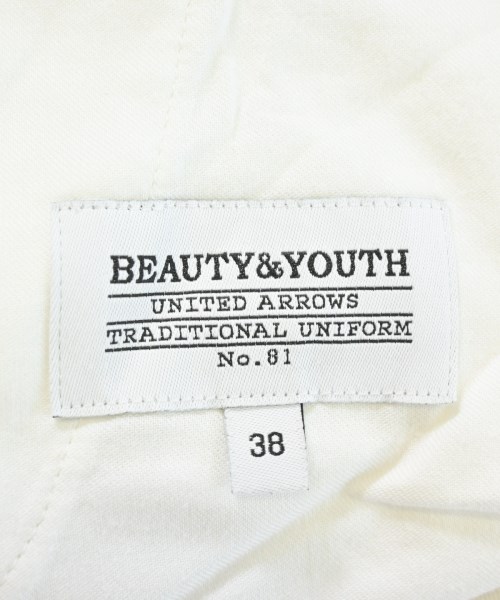 BEAUTY&YOUTH
UNITED ARROWS
TRADITIONAL UNIFORM
No.81
38